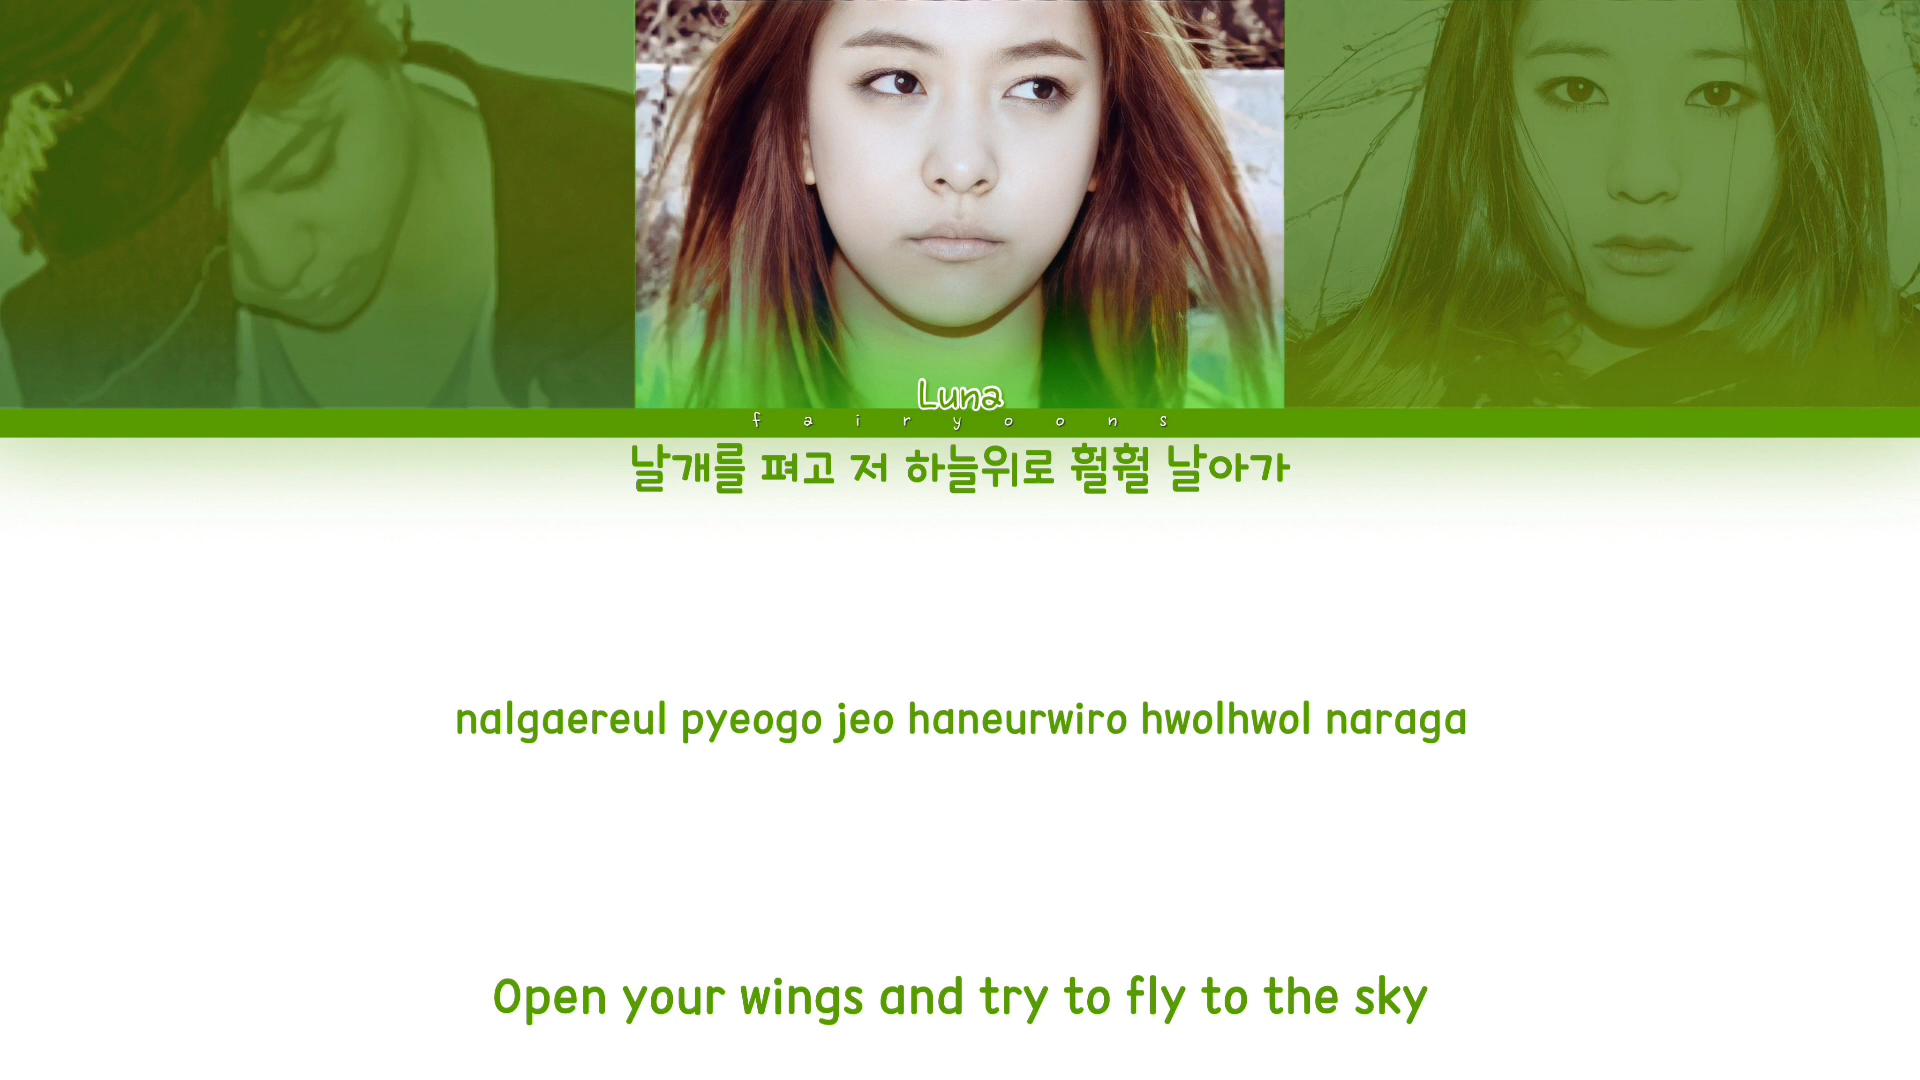 Luna
fairyoons
날개를 펴고 저 하늘위로 훨훨 날아가
nalgaereul pyeogo jeo haneurwiro hwolhwol naraga
Open your wings and try to fly to the sky